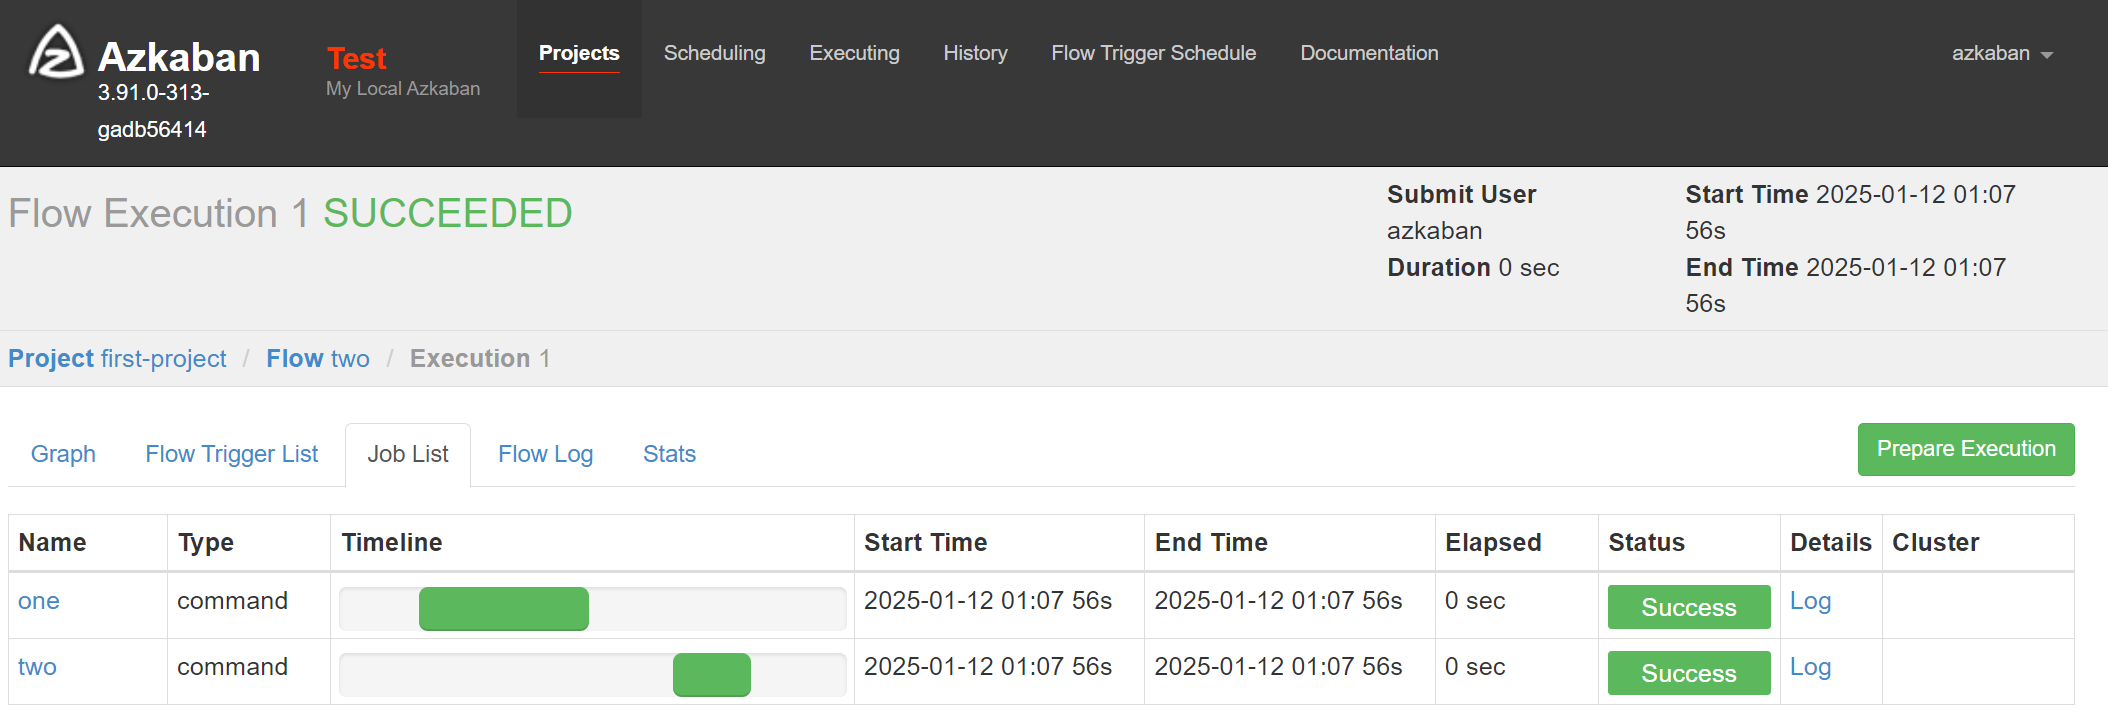 Azkaban
3.91.0-313-
gadb56414
Test
My Local Azkaban
Projects Scheduling Executing History Flow Trigger Schedule Documentation azkaban
Flow Execution 1 SUCCEEDED
Submit User
azkaban
Duration 0 sec
Start Time 2025-01-12 01:07
56s
End Time 2025-01-12 01:07
56s
Project first-project / Flow two / Execution 1
Graph Flow Trigger List Job List Flow Log Stats Prepare Execution
Name Type Timeline Start Time End Time Elapsed Status Details Cluster
one command 2025-01-12 01:07 56s 2025-01-12 01:07 56s 0 sec Success Log
two command 2025-01-12 01:07 56s 2025-01-12 01:07 56s 0 sec Success Log